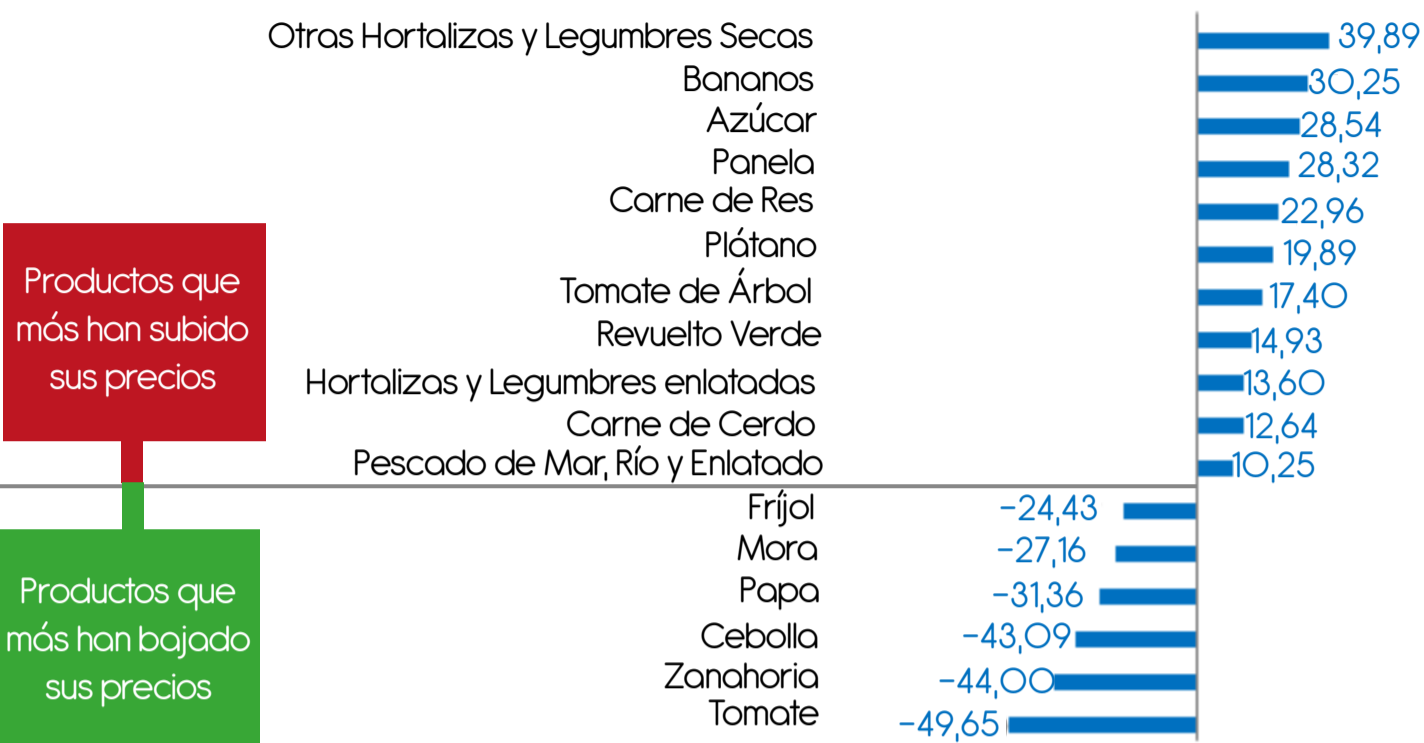 Otras Hortalizas y Legumbres Secas 39,89
Bananos 30,25
Azúcar 28,54
Panela 28,32
Carne de Res 22,96
Plátano 19,89
Tomate de Árbol 17,40
Revuelto Verde 14,93
Hortalizas y Legumbres enlatadas 13,60
Carne de Cerdo 12,64
Pescado de Mar, Río y Enlatado 10,25
Productos que
más han subido
sus precios
Fríjol -24,43
Mora -27,16
Papa -31,36
Cebolla -43,09
Zanahoria -44,00
Tomate -49,65
Productos que
más han bajado
sus precios